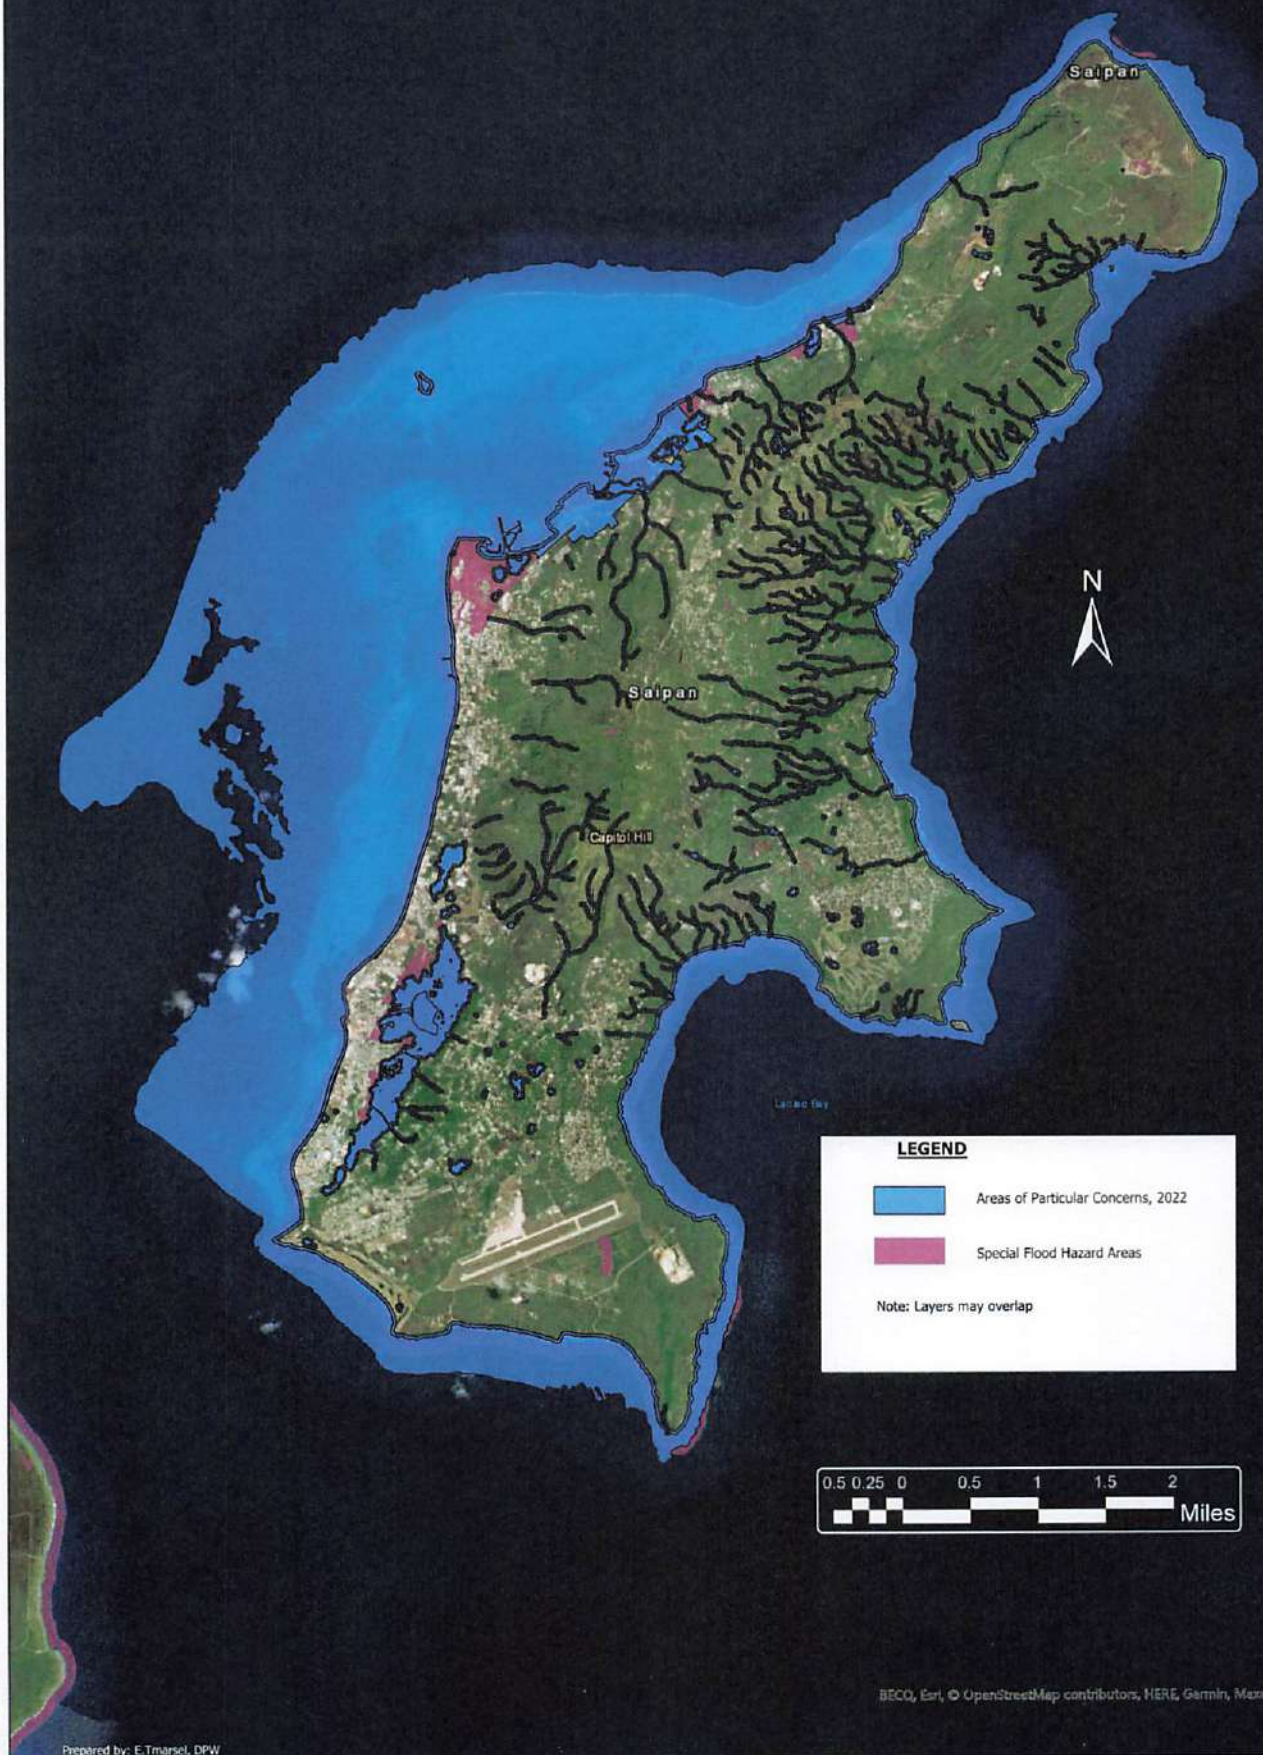 Saipan
N
Saipan
Capitol Hill
LEGEND
Areas of Particular Concerns, 2022
Special Flood Hazard Areas
Note: Layers may overlap
0.5 0.25 0 0.5 1 1.5 2
Miles
BECQ, Esri, © OpenStreetMap contributors, HERE, Garmin,
Prepared by: E.Tmarsel, DPW